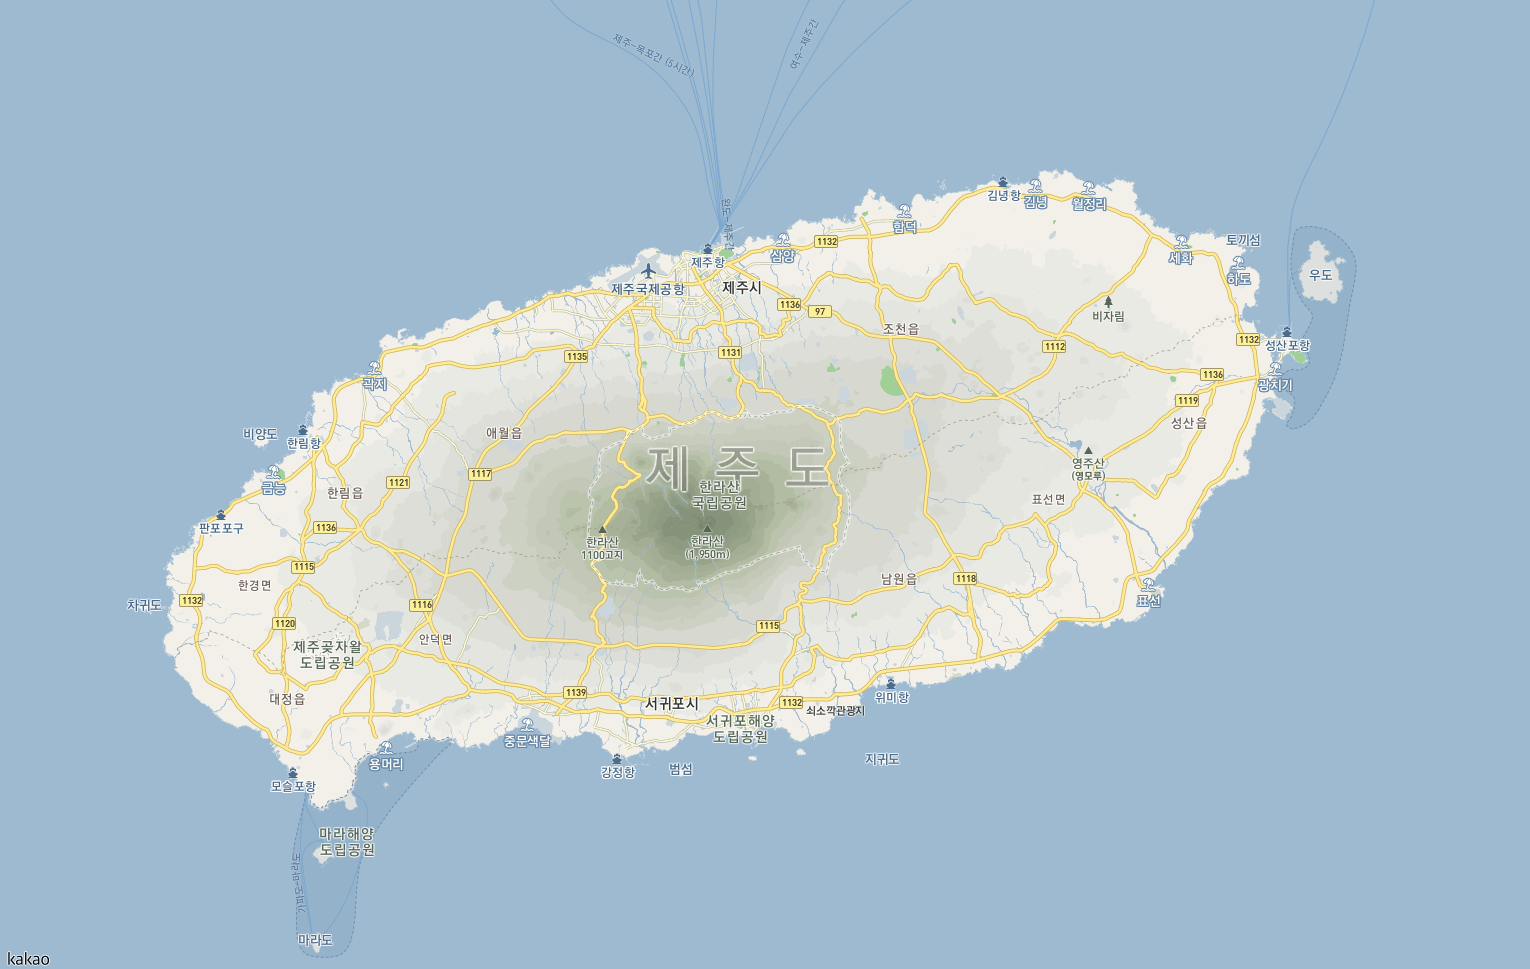 제주-목포간 (5시간)
여수-제주간
완도-제주간
김녕항
김녕
월정리
함덕
1132
삼양
제주항
제주국제공항
제주시
세화
토끼섬
하도
우도
1136
97
비자림
조천읍
1135
1131
1112
1132
성산포항
곽지
1136
광치기
1119
성산읍
비양도
한림항
애월읍
제주도
한라산
국립공원
1117
1121
금능
한림읍
영주산
(영모루)
표선면
판포포구
1136
한라산
1100고지
한라산
(1,950m)
1115
한경면
남원읍
1118
표선
차귀도
1132
1116
1120
1115
안덕면
제주곶자왈
도립공원
대정읍
1139
서귀포시
1132
쇠소깍관광지
위미항
서귀포해양
도립공원
중문색달
용머리
강정항
범섬
지귀도
모슬포항
마라해양
도립공원
마라도
kakao